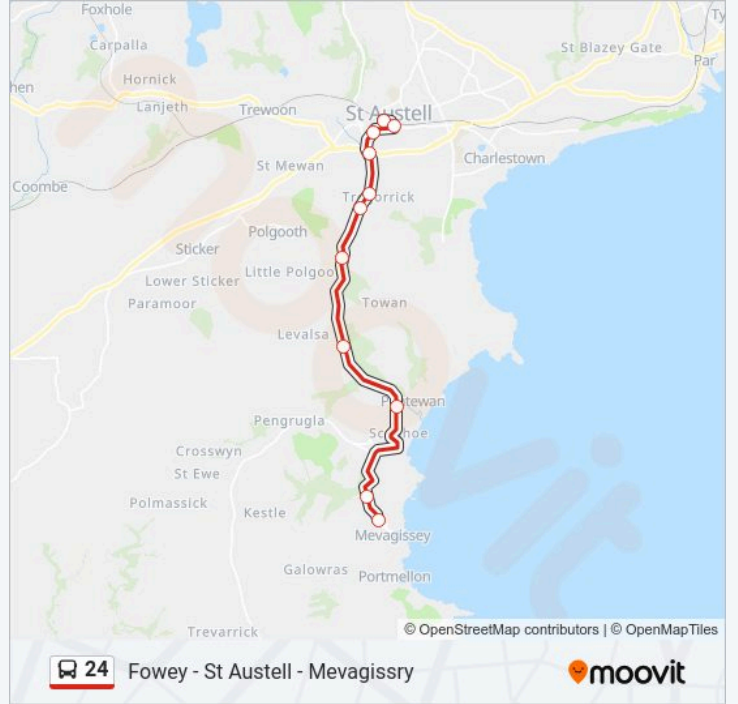 Foxhole
Carpalla
St Blazey Gate
Par
Hornick
hen
Lanjeth
Trewoon
St Austell
Charlestown
St Mewan
Coombe
Polgooth
Sticker
Little Polgoo
Lower Sticker
Paramoor
Towan
Levalsa
Pengrugla
Crosswyn
St Ewe
Polmassick
Kestle
Mevagissey
Galowras
Portmellon
Trevarrick
© OpenStreetMap contributors | © OpenMapTiles
24 Fowey - St Austell - Mevagissry
moovit